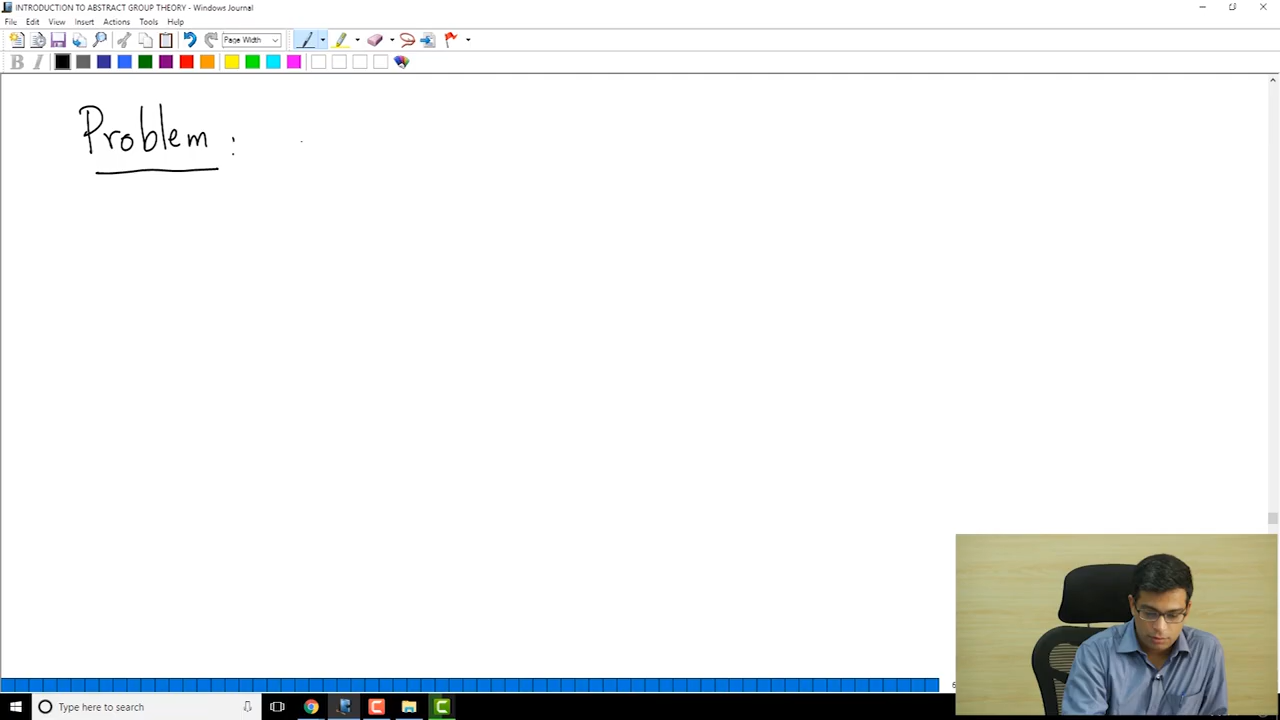 INTRODUCTION TO ABSTRACT GROUP THEORY - Windows Journal
File Edit View Insert Actions Tools Help
Page Width
B I
Problem :
Type here to search